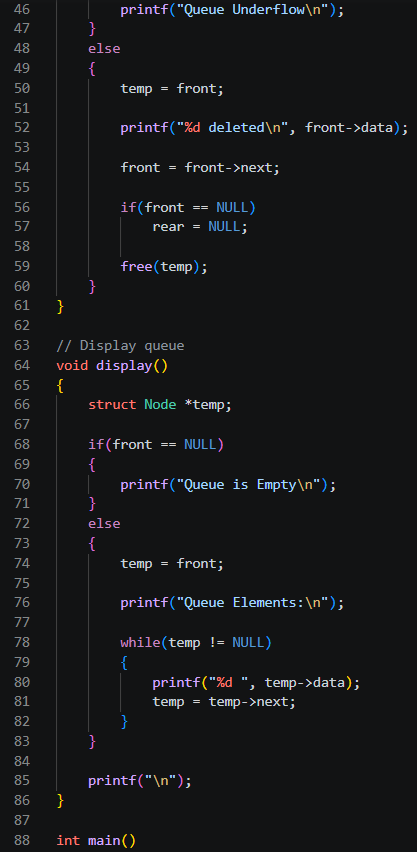 46 printf("Queue Underflow\n");
47 }
48 else
49 {
50 temp = front;
51
52 printf("%d deleted\n", front->data);
53
54 front = front->next;
55
56 if(front == NULL)
57 rear = NULL;
58
59 free(temp);
60 }
61 }
62
63 // Display queue
64 void display()
65 {
66 struct Node *temp;
67
68 if(front == NULL)
69 {
70 printf("Queue is Empty\n");
71 }
72 else
73 {
74 temp = front;
75
76 printf("Queue Elements:\n");
77
78 while(temp != NULL)
79 {
80 printf("%d ", temp->data);
81 temp = temp->next;
82 }
83 }
84
85 printf("\n");
86 }
87
88 int main()